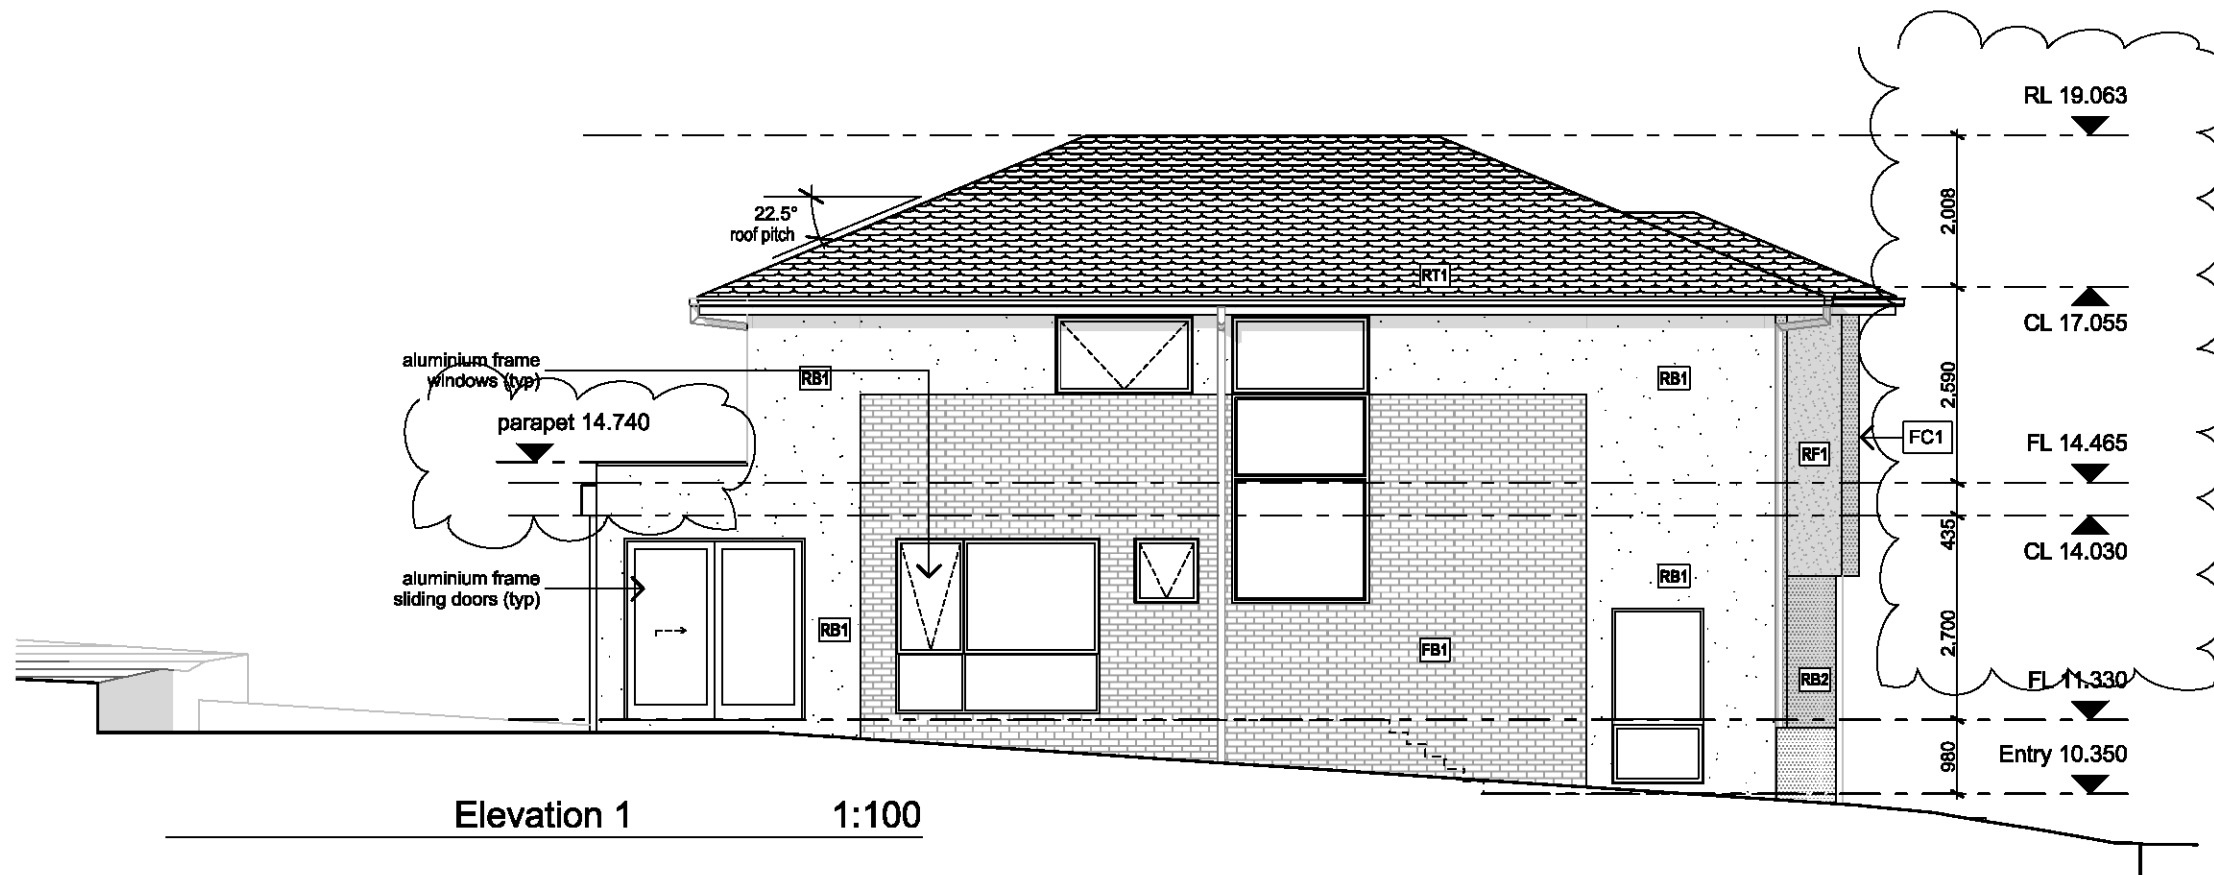 RL 19.063
2,008
22.5°
roof pitch
RT1
CL 17.055
aluminium frame
windows (typ)
RB1
RB1
2,590
parapet 14.740
FC1
FL 14.465
RF1
435
CL 14.030
aluminium frame
sliding doors (typ)
RB1
RB1
FB1
2,700
RB2
FL 11.330
980
Entry 10.350
Elevation 1 1:100